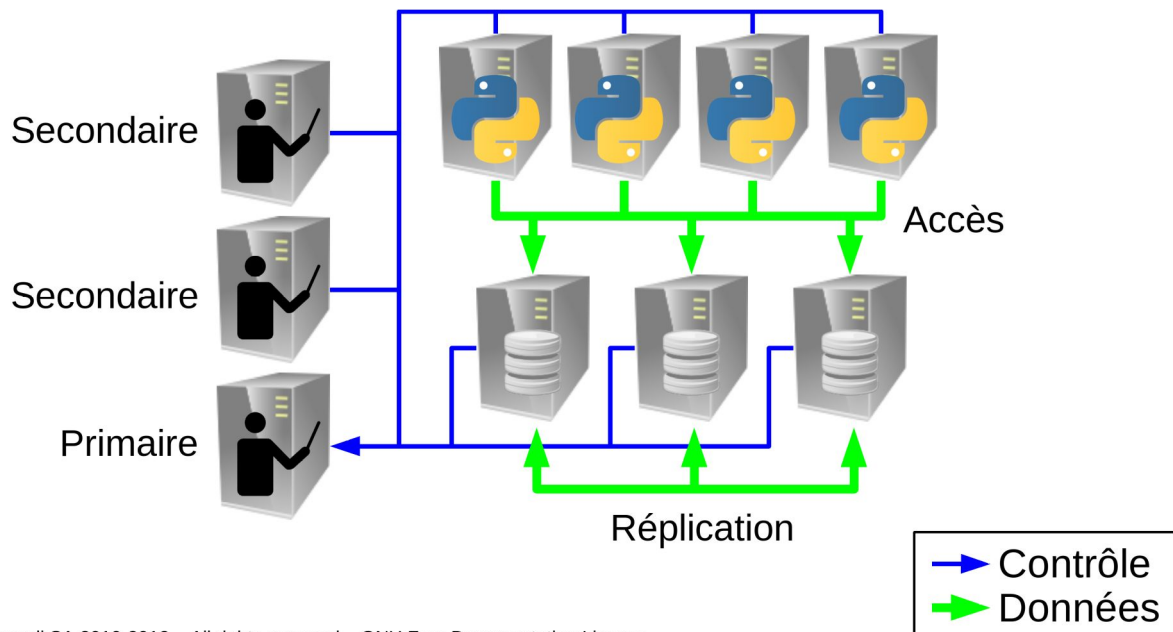 Secondaire
Accès
Secondaire
Primaire
Réplication
Contrôle
Données